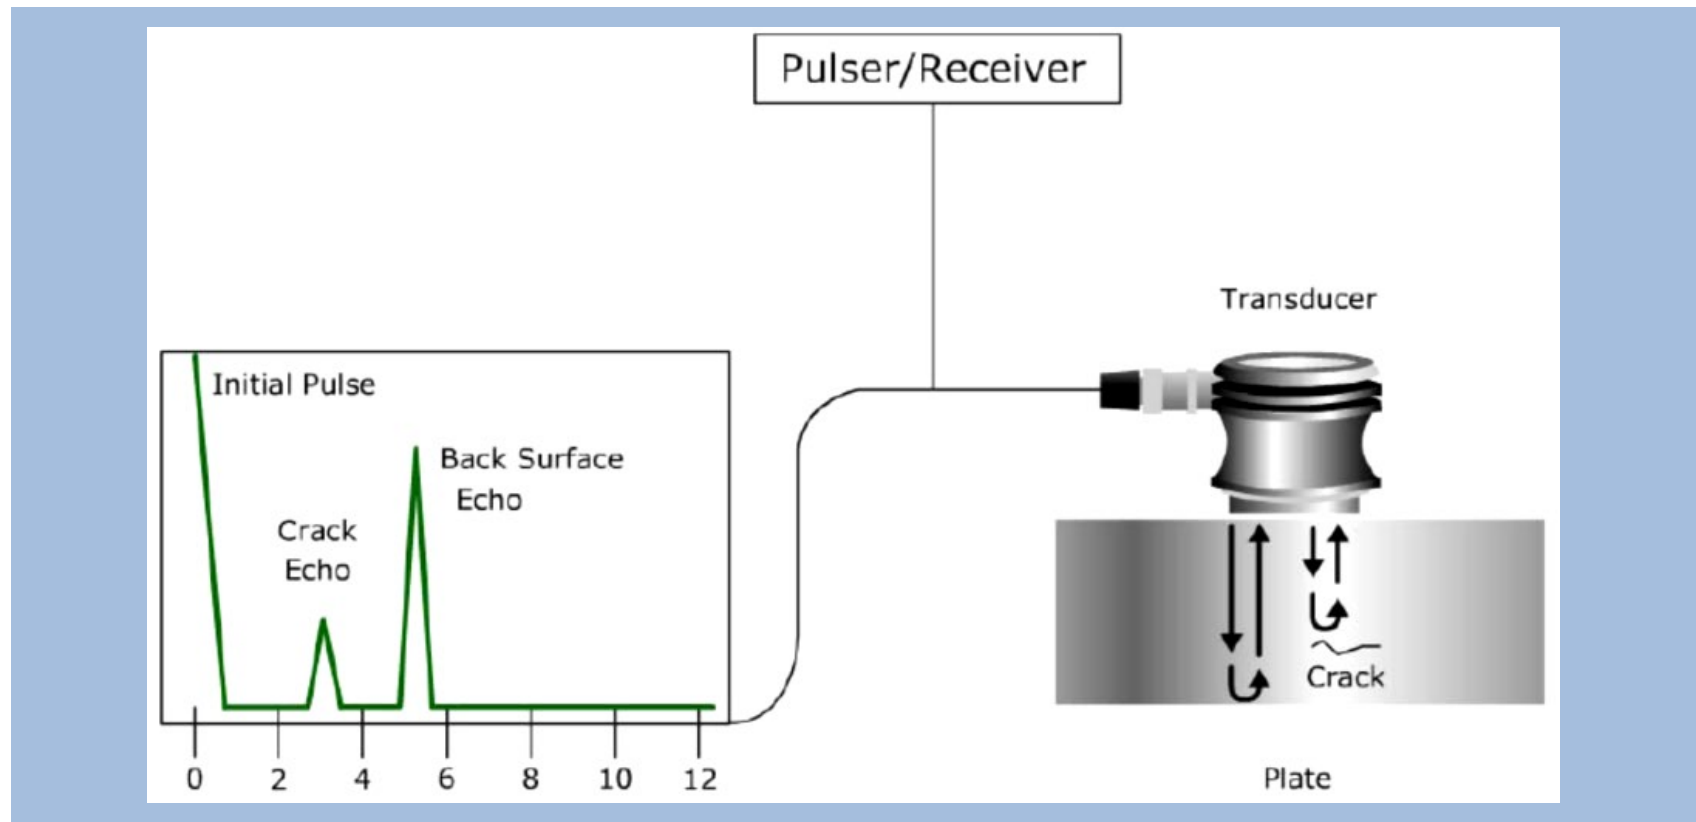 Pulser/Receiver
Transducer
Initial Pulse
Back Surface
Echo
Crack
Echo
Crack
0 2 4 6 8 10 12
Plate